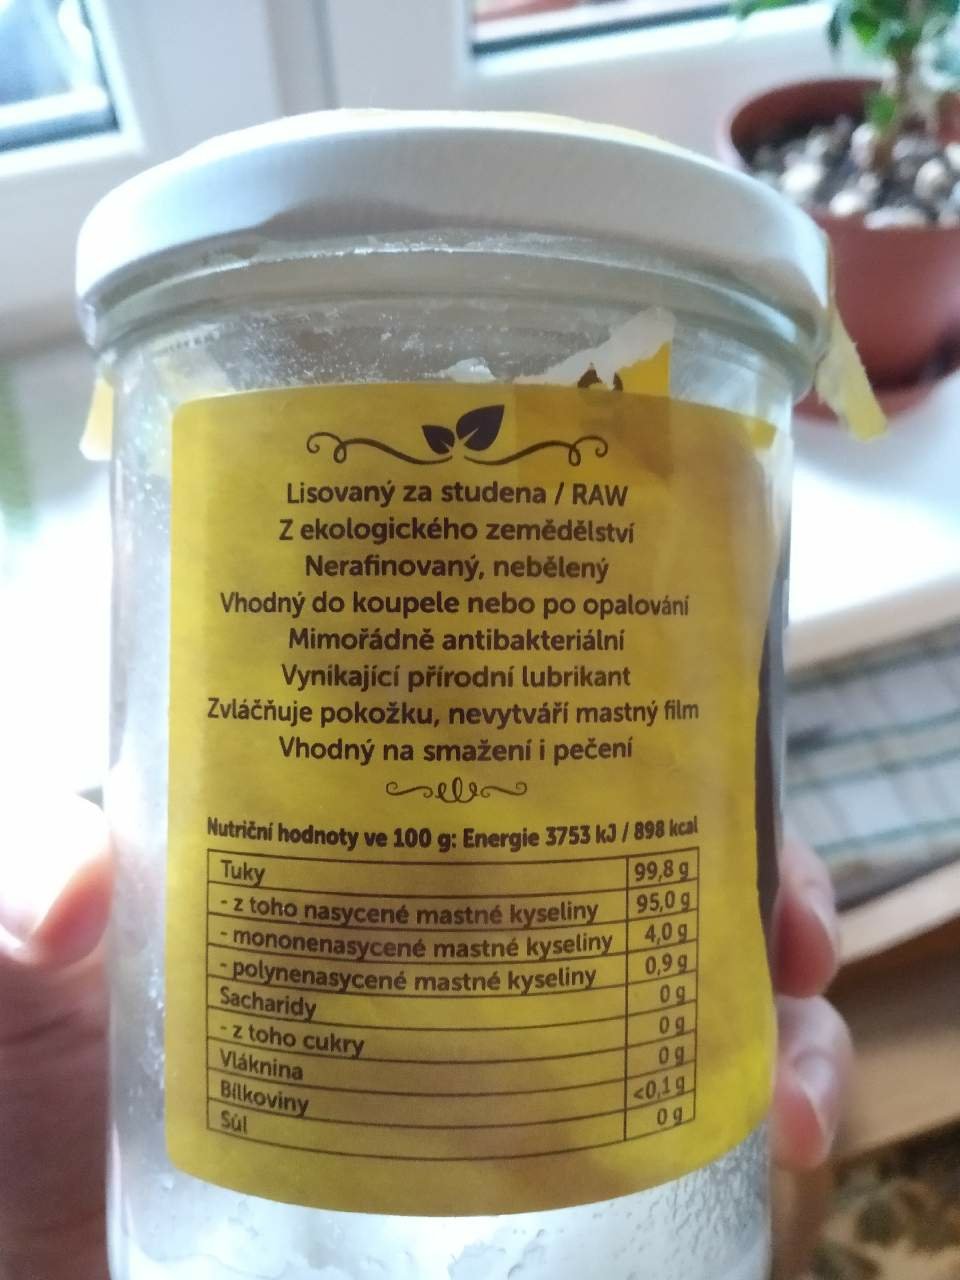 Lisovaný za studena / RAW
Z ekologického zemědělství
Nerafinovaný, nebělený
Vhodný do koupele nebo po opalování
Mimořádně antibakteriální
Vynikající přírodní lubrikant
Zvláčňuje pokožku, nevytváří mastný film
Vhodný na smažení i pečení
Nutriční hodnoty ve 100 g: Energie 3753 kJ / 898 kcal
Tuky 99,8 g
- z toho nasycené mastné kyseliny 95,0 g
- mononenasycené mastné kyseliny 4,0 g
- polynenasycené mastné kyseliny 0,9 g
Sacharidy 0 g
- z toho cukry 0 g
Vláknina 0 g
Bílkoviny <0,1 g
Sůl 0 g